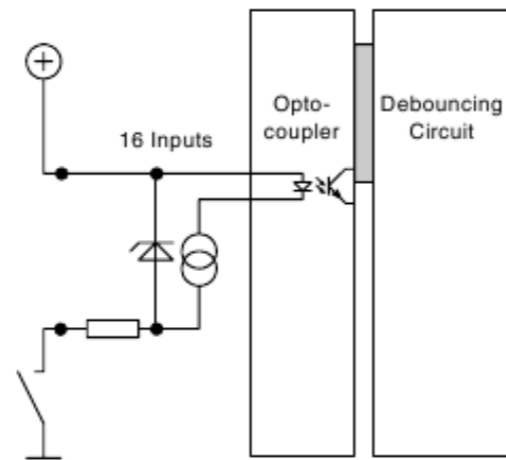 Opto-
coupler
Debouncing
Circuit
16 Inputs